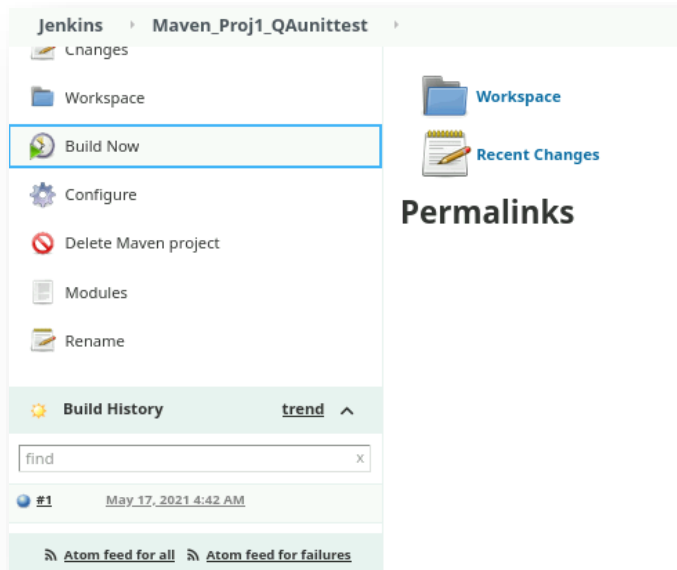 Jenkins Maven_Proj1_QAunittest
Changes
Workspace
Build Now
Configure
Delete Maven project
Modules
Rename
Build History trend
find x
#1 May 17, 2021 4:42 AM
Atom feed for all Atom feed for failures
Workspace
Recent Changes
Permalinks